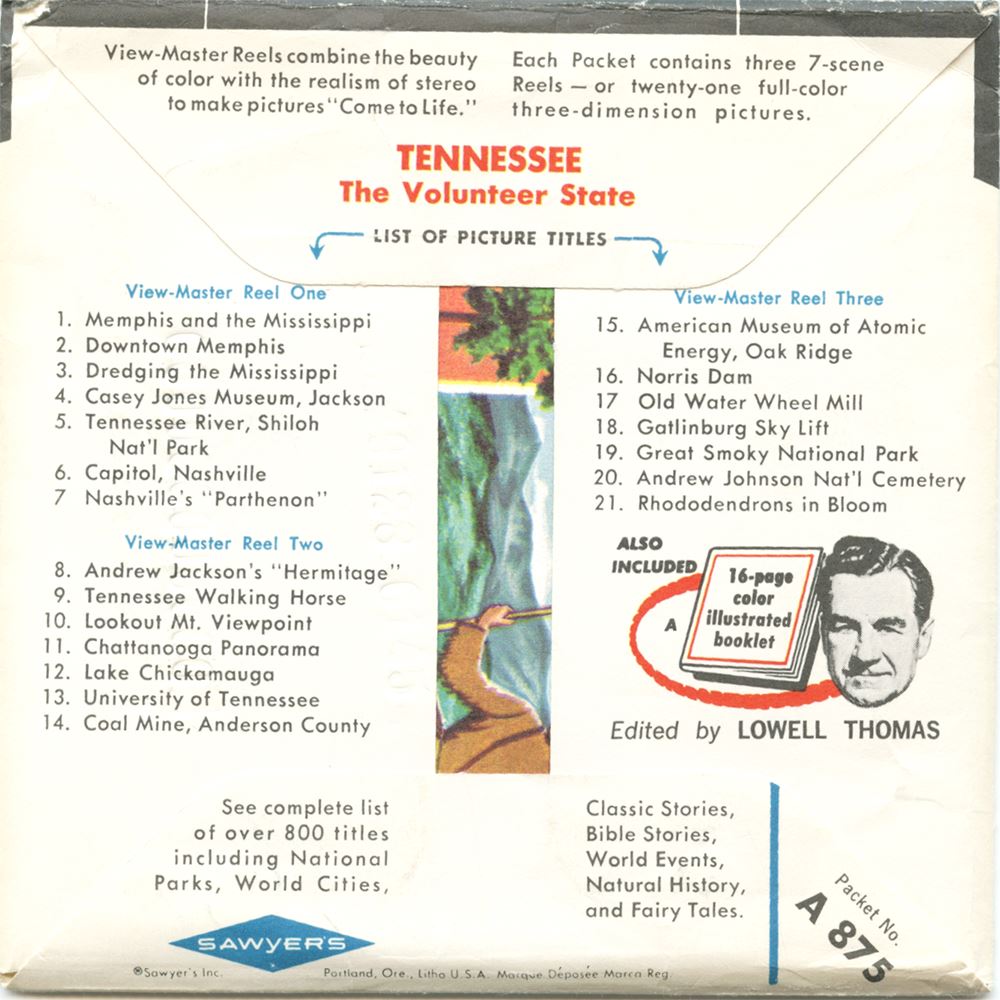 View-Master Reels combine the beauty
of color with the realism of stereo
to make pictures "Come to Life."
Each Packet contains three 7-scene
Reels — or twenty-one full-color
three-dimension pictures.
TENNESSEE
The Volunteer State
LIST OF PICTURE TITLES
View-Master Reel One
1. Memphis and the Mississippi
2. Downtown Memphis
3. Dredging the Mississippi
4. Casey Jones Museum, Jackson
5. Tennessee River, Shiloh
Nat'l Park
6. Capitol, Nashville
7 Nashville's "Parthenon"
View-Master Reel Two
8. Andrew Jackson's "Hermitage"
9. Tennessee Walking Horse
10. Lookout Mt. Viewpoint
11. Chattanooga Panorama
12. Lake Chickamauga
13. University of Tennessee
14. Coal Mine, Anderson County
View-Master Reel Three
15. American Museum of Atomic
Energy, Oak Ridge
16. Norris Dam
17 Old Water Wheel Mill
18. Gatlinburg Sky Lift
19. Great Smoky National Park
20. Andrew Johnson Nat'l Cemetery
21. Rhododendrons in Bloom
ALSO
INCLUDED
A
16-page
color
illustrated
booklet
Edited by LOWELL THOMAS
See complete list
of over 800 titles
including National
Parks, World Cities,
Classic Stories,
Bible Stories,
World Events,
Natural History,
and Fairy Tales.
Packet No.
A 875
SAWYER'S
®Sawyer's Inc.
Portland, Ore., Litho U.S.A. Marque Déposée Marca Reg.